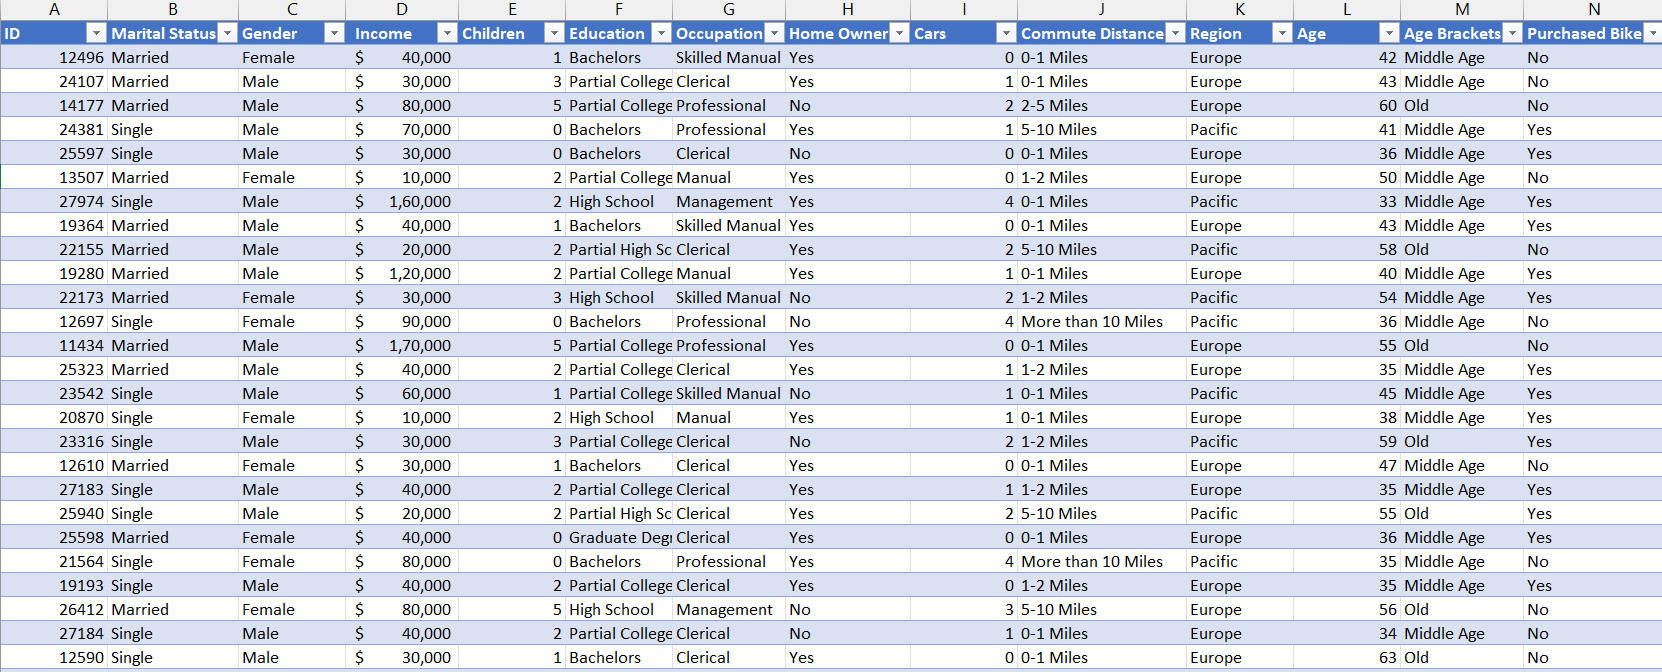 A B C D E F G H I J K L M N
ID Marital Status Gender Income Children Education Occupation Home Owner Cars Commute Distance Region Age Age Brackets Purchased Bike
12496 Married Female $ 40,000 1 Bachelors Skilled Manual Yes 0 0-1 Miles Europe 42 Middle Age No
24107 Married Male $ 30,000 3 Partial College Clerical Yes 1 0-1 Miles Europe 43 Middle Age No
14177 Married Male $ 80,000 5 Partial College Professional No 2 2-5 Miles Europe 60 Old No
24381 Single Male $ 70,000 0 Bachelors Professional Yes 1 5-10 Miles Pacific 41 Middle Age Yes
25597 Single Male $ 30,000 0 Bachelors Clerical No 0 0-1 Miles Europe 36 Middle Age Yes
13507 Married Female $ 10,000 2 Partial College Manual Yes 0 1-2 Miles Europe 50 Middle Age No
27974 Single Male $ 1,60,000 2 High School Management Yes 4 0-1 Miles Pacific 33 Middle Age Yes
19364 Married Male $ 40,000 1 Bachelors Skilled Manual Yes 0 0-1 Miles Europe 43 Middle Age Yes
22155 Married Male $ 20,000 2 Partial High Sc Clerical Yes 2 5-10 Miles Pacific 58 Old No
19280 Married Male $ 1,20,000 2 Partial College Manual Yes 1 0-1 Miles Europe 40 Middle Age Yes
22173 Married Female $ 30,000 3 High School Skilled Manual No 2 1-2 Miles Pacific 54 Middle Age Yes
12697 Single Female $ 90,000 0 Bachelors Professional No 4 More than 10 Miles Pacific 36 Middle Age No
11434 Married Male $ 1,70,000 5 Partial College Professional Yes 0 0-1 Miles Europe 55 Old No
25323 Married Male $ 40,000 2 Partial College Clerical Yes 1 1-2 Miles Europe 35 Middle Age Yes
23542 Single Male $ 60,000 1 Partial College Skilled Manual No 1 0-1 Miles Pacific 45 Middle Age Yes
20870 Single Female $ 10,000 2 High School Manual Yes 1 0-1 Miles Europe 38 Middle Age Yes
23316 Single Male $ 30,000 3 Partial College Clerical No 2 1-2 Miles Pacific 59 Old Yes
12610 Married Female $ 30,000 1 Bachelors Clerical Yes 0 0-1 Miles Europe 47 Middle Age No
27183 Single Male $ 40,000 2 Partial College Clerical Yes 1 1-2 Miles Europe 35 Middle Age Yes
25940 Single Male $ 20,000 2 Partial High Sc Clerical Yes 2 5-10 Miles Pacific 55 Old Yes
25598 Married Female $ 40,000 0 Graduate Deg Clerical Yes 0 0-1 Miles Europe 36 Middle Age Yes
21564 Single Female $ 80,000 0 Bachelors Professional Yes 4 More than 10 Miles Pacific 35 Middle Age No
19193 Single Male $ 40,000 2 Partial College Clerical Yes 0 1-2 Miles Europe 35 Middle Age Yes
26412 Married Female $ 80,000 5 High School Management No 3 5-10 Miles Europe 56 Old No
27184 Single Male $ 40,000 2 Partial College Clerical No 1 0-1 Miles Europe 34 Middle Age No
12590 Single Male $ 30,000 1 Bachelors Clerical Yes 0 0-1 Miles Europe 63 Old No